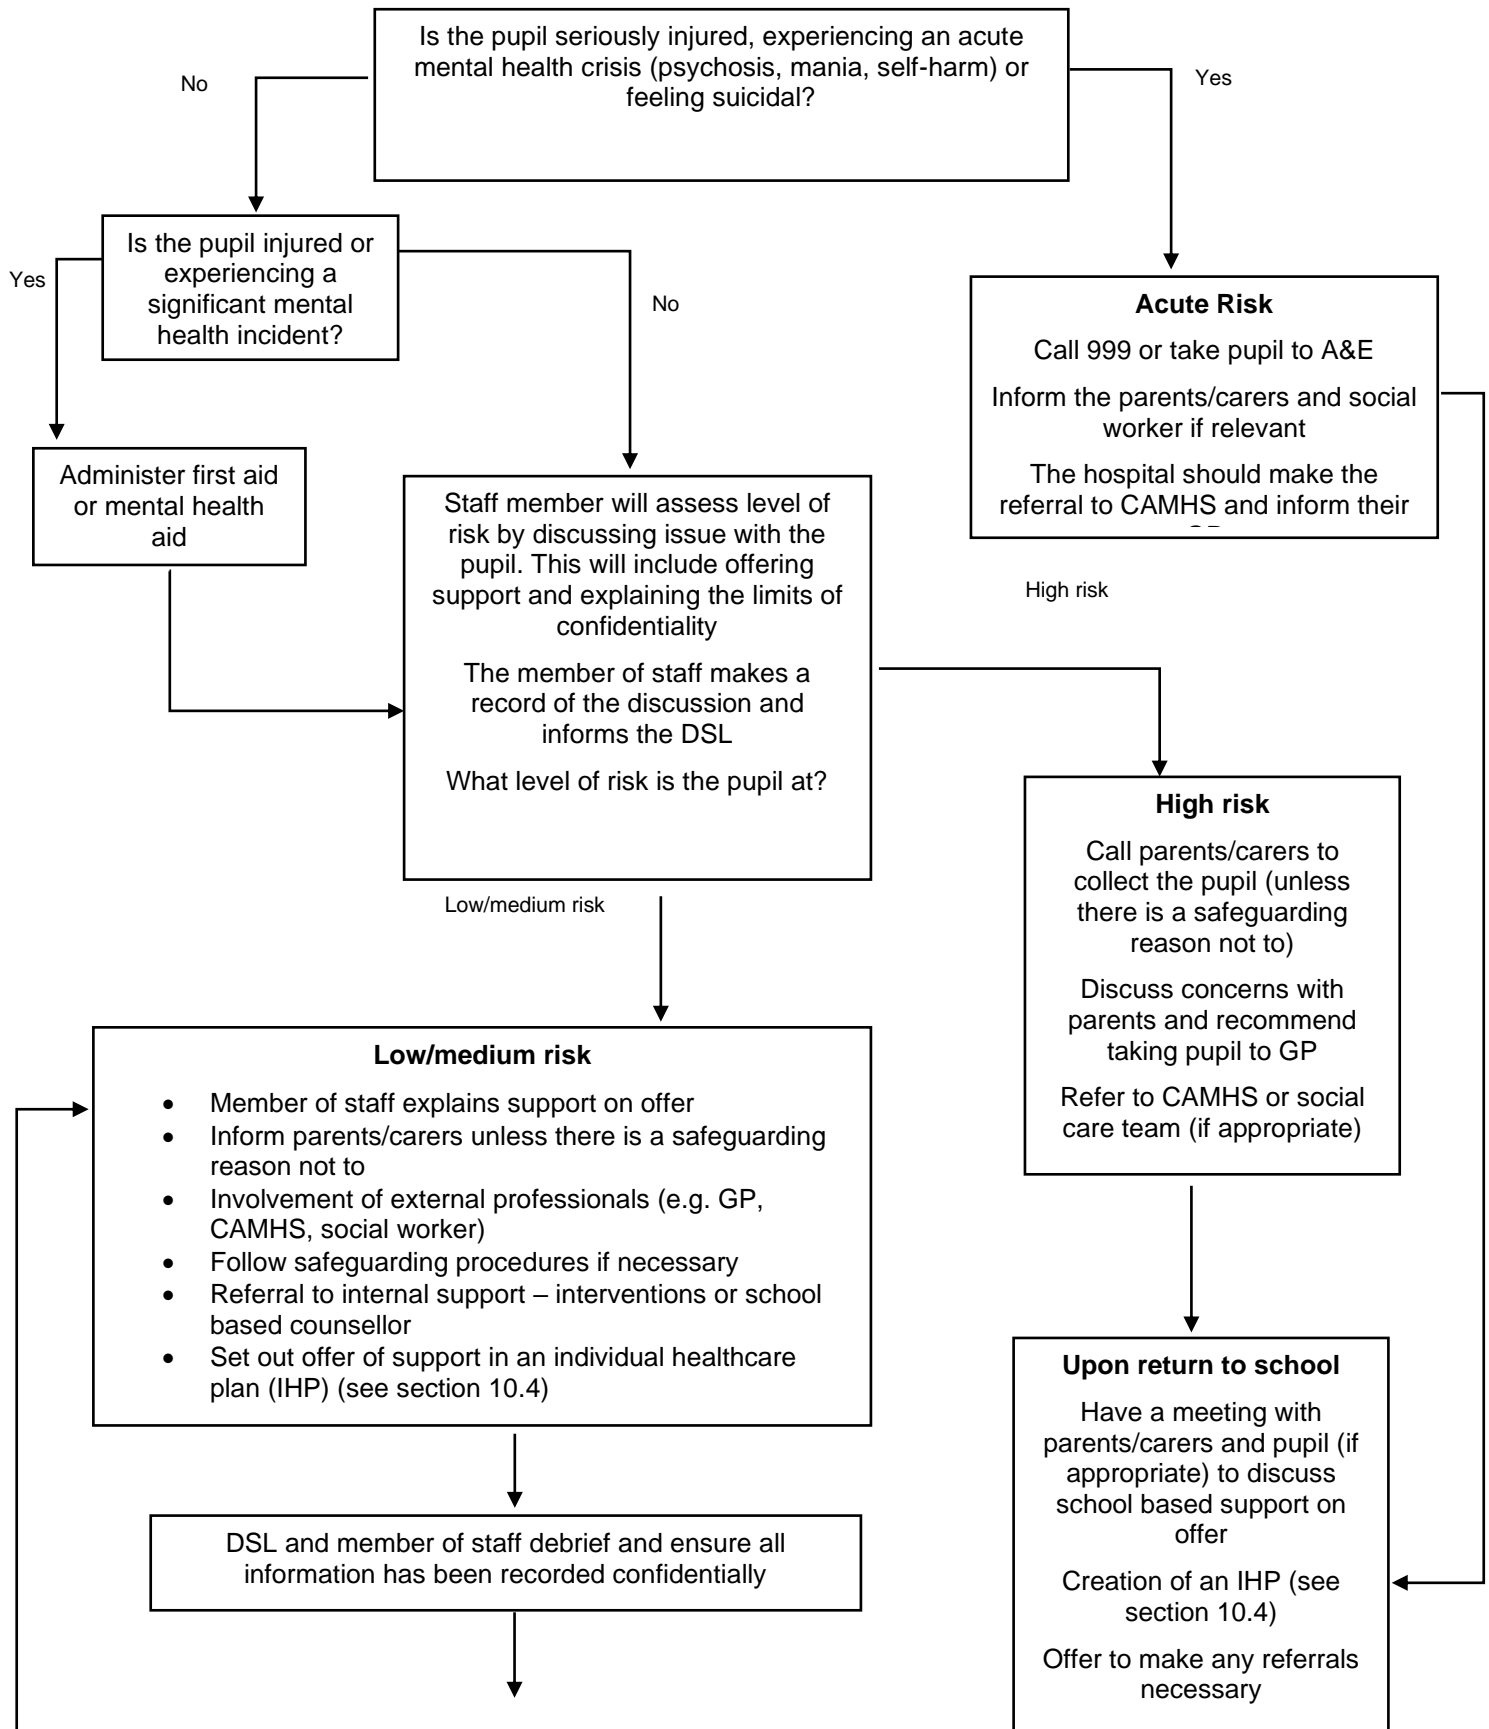 Is the pupil seriously injured, experiencing an acute
mental health crisis (psychosis, mania, self-harm) or
feeling suicidal?
No
Yes
Is the pupil injured or
experiencing a
significant mental
health incident?
Yes
No
Acute Risk
Call 999 or take pupil to A&E
Inform the parents/carers and social
worker if relevant
The hospital should make the
referral to CAMHS and inform their
Administer first aid
or mental health
aid
Staff member will assess level of
risk by discussing issue with the
pupil. This will include offering
support and explaining the limits of
confidentiality
The member of staff makes a
record of the discussion and
informs the DSL
What level of risk is the pupil at?
High risk
High risk
Call parents/carers to
collect the pupil (unless
there is a safeguarding
reason not to)
Discuss concerns with
parents and recommend
taking pupil to GP
Refer to CAMHS or social
care team (if appropriate)
Low/medium risk
Low/medium risk
• Member of staff explains support on offer
• Inform parents/carers unless there is a safeguarding
reason not to
• Involvement of external professionals (e.g. GP,
CAMHS, social worker)
• Follow safeguarding procedures if necessary
• Referral to internal support – interventions or school
based counsellor
• Set out offer of support in an individual healthcare
plan (IHP) (see section 10.4)
Upon return to school
Have a meeting with
parents/carers and pupil (if
appropriate) to discuss
school based support on
offer
Creation of an IHP (see
section 10.4)
Offer to make any referrals
necessary
DSL and member of staff debrief and ensure all
information has been recorded confidentially